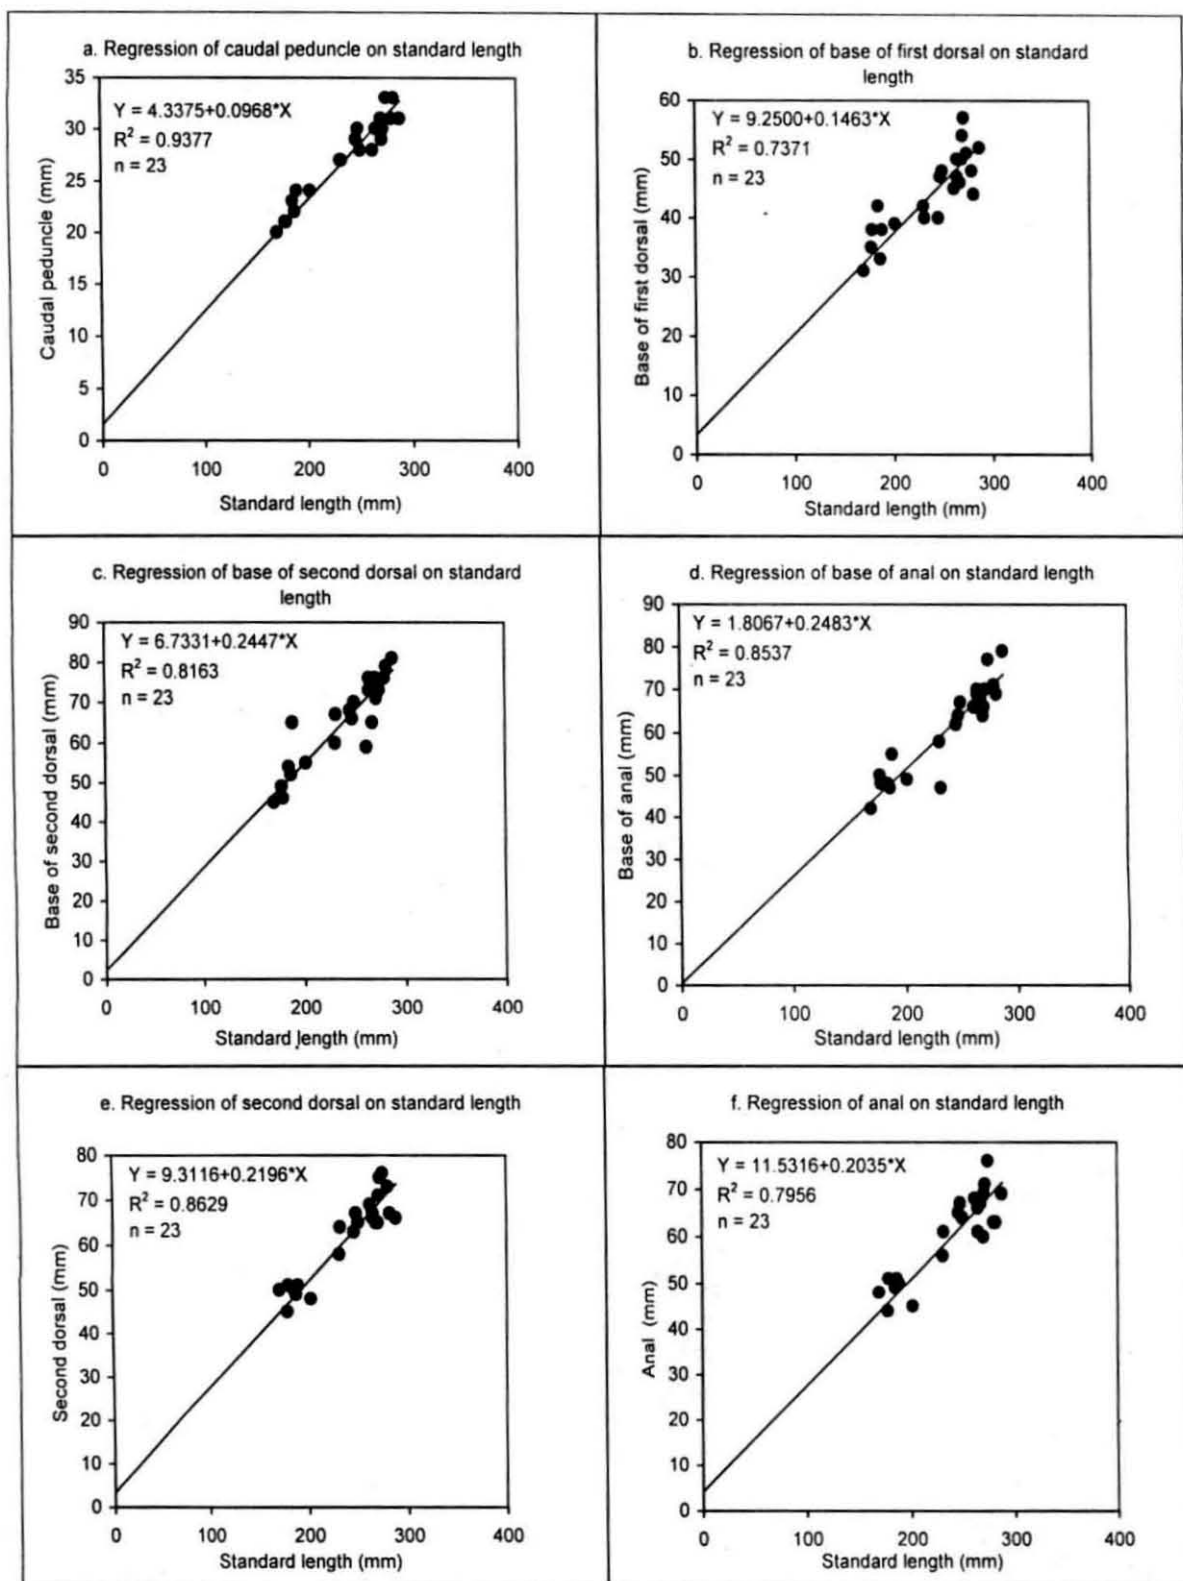 a. Regression of caudal peduncle on standard length
Y = 4.3375+0.0968*X
R² = 0.9377
n = 23
35
30
25
20
15
10
5
0
Caudal peduncle (mm)
0 100 200 300 400
Standard length (mm)
b. Regression of base of first dorsal on standard
length
Y = 9.2500+0.1463*X
R² = 0.7371
n = 23
60
50
40
30
20
10
0
Base of first dorsal (mm)
0 100 200 300 400
Standard length (mm)
c. Regression of base of second dorsal on standard
length
Y = 6.7331+0.2447*X
R² = 0.8163
n = 23
90
80
70
60
50
40
30
20
10
0
Base of second dorsal (mm)
0 100 200 300 400
Standard length (mm)
d. Regression of base of anal on standard length
Y = 1.8067+0.2483*X
R² = 0.8537
n = 23
90
80
70
60
50
40
30
20
10
0
Base of anal (mm)
0 100 200 300 400
Standard length (mm)
e. Regression of second dorsal on standard length
Y = 9.3116+0.2196*X
R² = 0.8629
n = 23
80
70
60
50
40
30
20
10
0
Second dorsal (mm)
0 100 200 300 400
Standard length (mm)
f. Regression of anal on standard length
Y = 11.5316+0.2035*X
R² = 0.7956
n = 23
80
70
60
50
40
30
20
10
0
Anal (mm)
0 100 200 300 400
Standard length (mm)